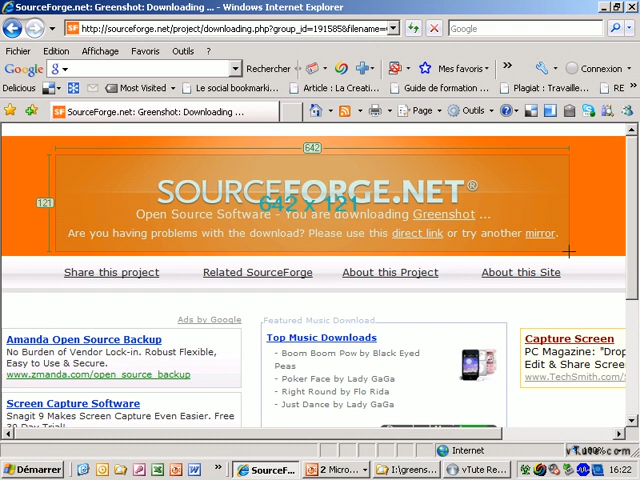 SourceForge.net: Greenshot: Downloading ... - Windows Internet Explorer
http://sourceforge.net/project/downloading.php?group_id=191585&filename=
Google
Fichier Edition Affichage Favoris Outils ?
Google Rechercher Mes favoris Connexion
Delicious Most Visited Le social bookmarki... Article : La Creati... Guide de formation ... Plagiat : Travaille... RE
SourceForge.net: Greenshot: Downloading ... Page Outils
642
121
SOURCEFORGE.NET®
642 x 121
Open Source Software - You are downloading Greenshot ...
Are you having problems with the download? Please use this direct link or try another mirror.
Share this project Related SourceForge About this Project About this Site
Ads by Google
Amanda Open Source Backup
No Burden of Vendor Lock-in. Robust Flexible,
Easy to Use & Secure.
www.zmanda.com/open_source_backup
Screen Capture Software
Snagit 9 Makes Screen Capture Even Easier. Free
30 Day Trial!
Featured Music Download
Top Music Downloads
- Boom Boom Pow by Black Eyed
Peas
- Poker Face by Lady GaGa
- Right Round by Flo Rida
- Just Dance by Lady GaGa
Capture Screen
PC Magazine: "Drop
Edit & Share Scree
www.TechSmith.com/S
Internet
Démarrer SourceF... 2 Micros... I:\greens... vTute Re... 16:22